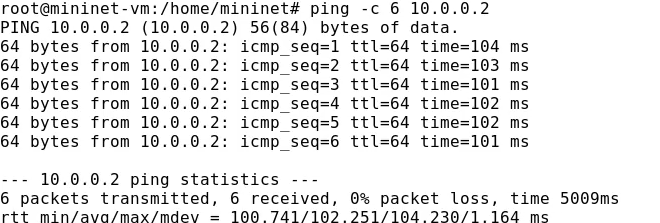 root@mininet-vm:/home/mininet# ping -c 6 10.0.0.2
PING 10.0.0.2 (10.0.0.2) 56(84) bytes of data.
64 bytes from 10.0.0.2: icmp_seq=1 ttl=64 time=104 ms
64 bytes from 10.0.0.2: icmp_seq=2 ttl=64 time=103 ms
64 bytes from 10.0.0.2: icmp_seq=3 ttl=64 time=101 ms
64 bytes from 10.0.0.2: icmp_seq=4 ttl=64 time=102 ms
64 bytes from 10.0.0.2: icmp_seq=5 ttl=64 time=102 ms
64 bytes from 10.0.0.2: icmp_seq=6 ttl=64 time=101 ms
--- 10.0.0.2 ping statistics ---
6 packets transmitted, 6 received, 0% packet loss, time 5009ms
rtt min/avg/max/mdev = 100.741/102.251/104.230/1.164 ms